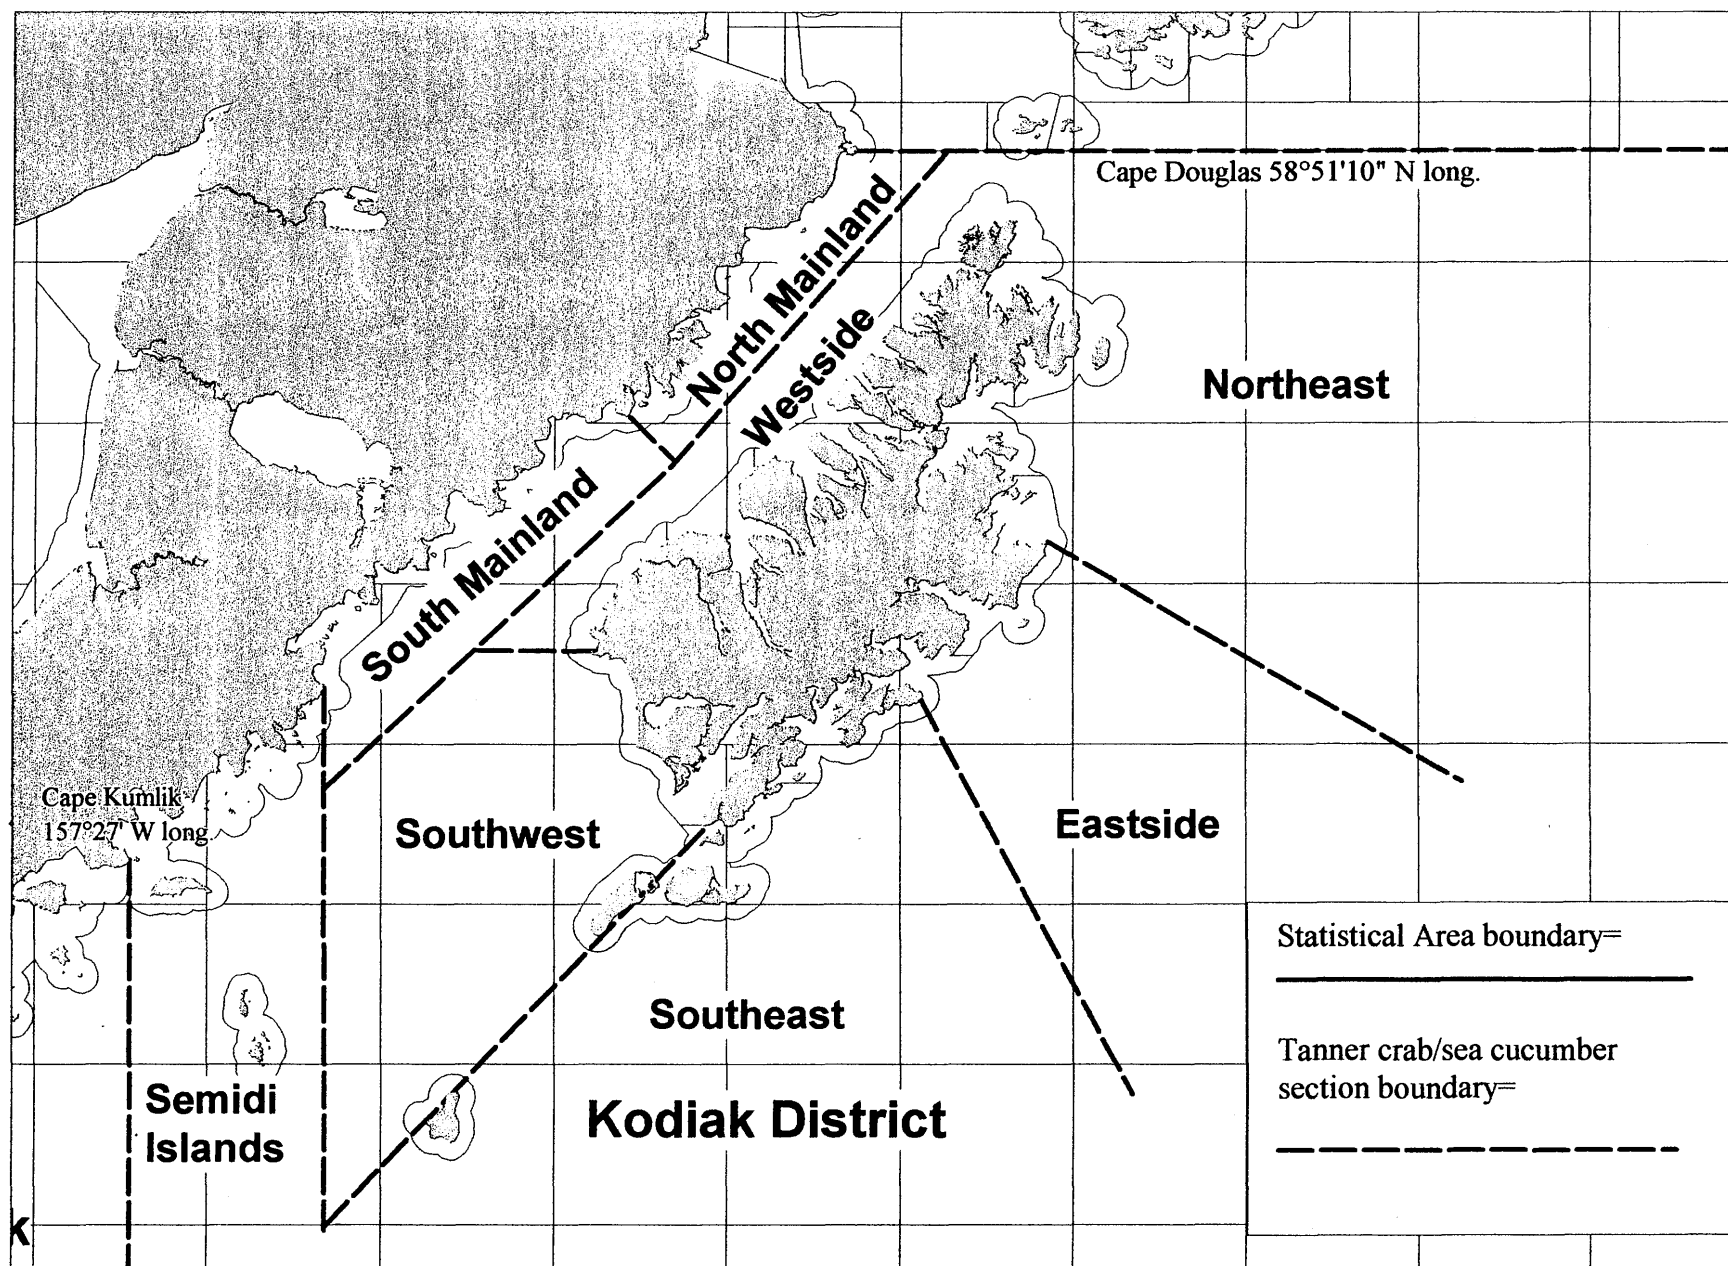 Cape Douglas 58°51'10" N long.
North Mainland
Westside
Northeast
South Mainland
Cape Kumlik
157°27' W long.
Southwest
Eastside
Southeast
Semidi
Islands
Kodiak District
Statistical Area boundary=
Tanner crab/sea cucumber
section boundary=
K